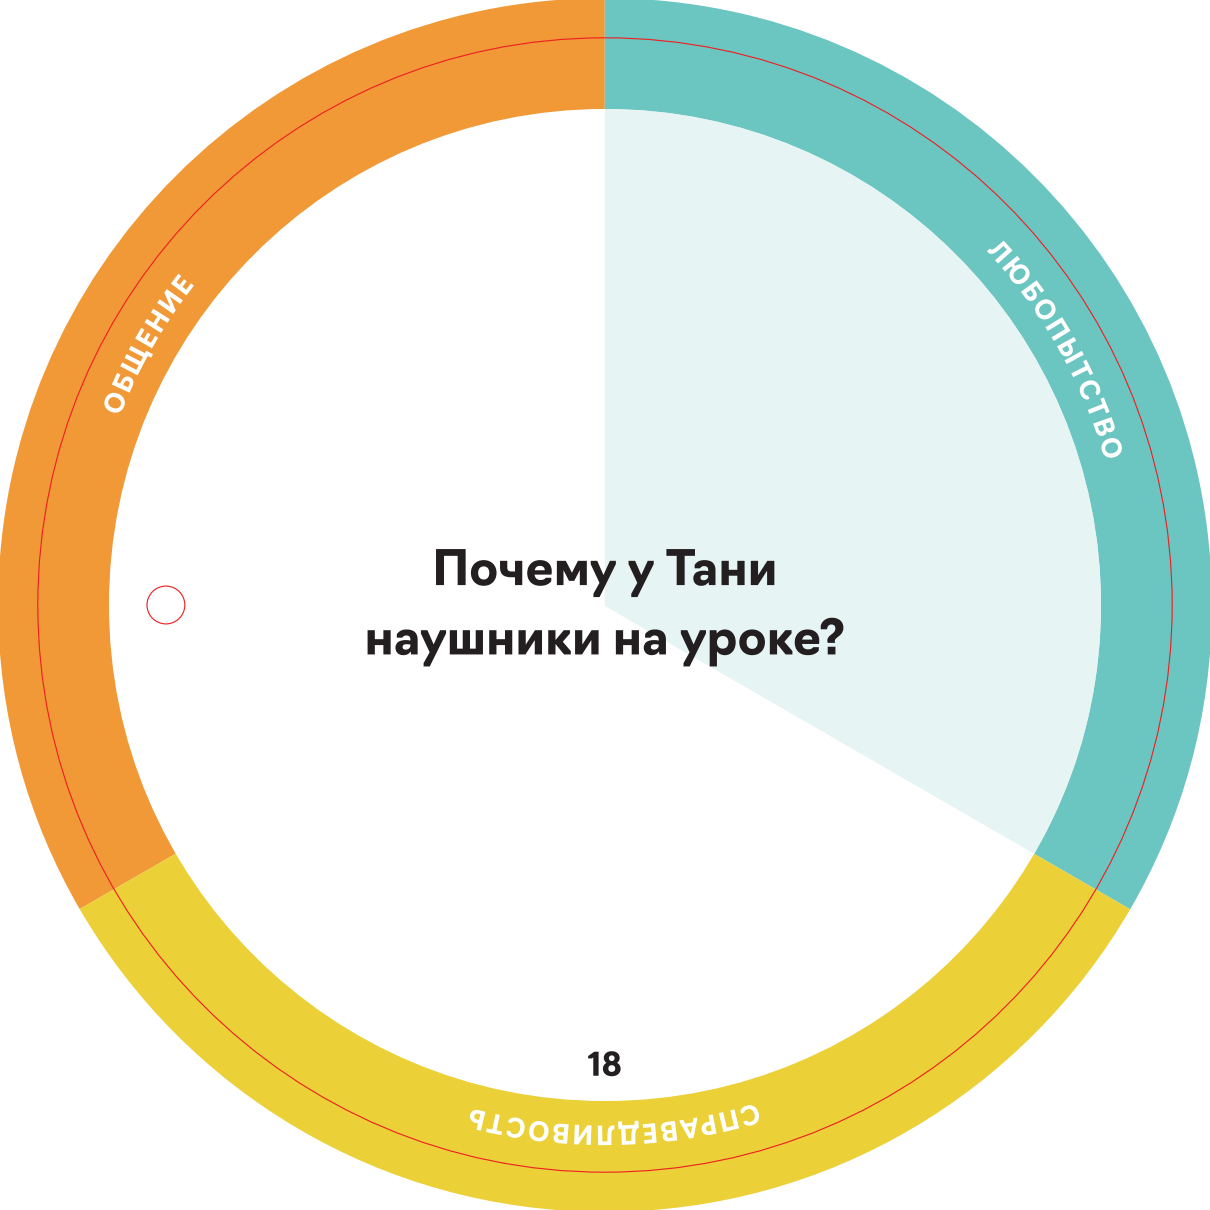 ОБЩЕНИЕ
ЛЮБОПЫТСТВО
Почему у Тани
наушники на уроке?
18
СПРАВЕДЛИВОСТЬ